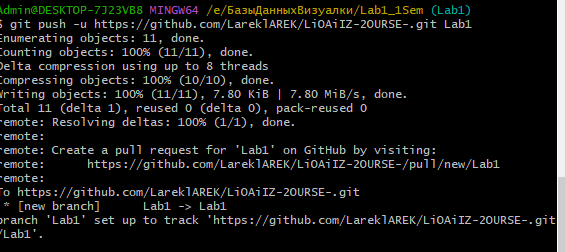 Admin@DESKTOP-7J23VB8 MINGW64 /e/БазыДанныхВизуалки/Lab1_1Sem (Lab1)
$ git push -u https://github.com/LareklAREK/LiOAiIZ-2OURSE-.git Lab1
Enumerating objects: 11, done.
Counting objects: 100% (11/11), done.
Delta compression using up to 8 threads
Compressing objects: 100% (10/10), done.
Writing objects: 100% (11/11), 7.80 KiB | 7.80 MiB/s, done.
Total 11 (delta 1), reused 0 (delta 0), pack-reused 0
remote: Resolving deltas: 100% (1/1), done.
remote:
remote: Create a pull request for 'Lab1' on GitHub by visiting:
remote:      https://github.com/LareklAREK/LiOAiIZ-2OURSE-/pull/new/Lab1
remote:
To https://github.com/LareklAREK/LiOAiIZ-2OURSE-.git
 * [new branch]      Lab1 -> Lab1
branch 'Lab1' set up to track 'https://github.com/LareklAREK/LiOAiIZ-2OURSE-.git
/Lab1'.